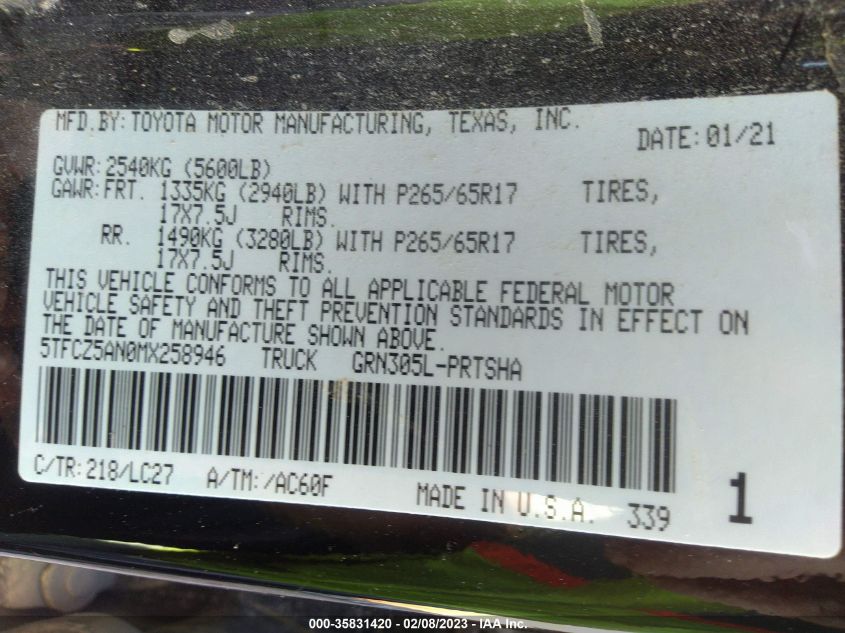 MFD.BY: TOYOTA MOTOR MANUFACTURING, TEXAS, INC. DATE: 01/21
GVWR: 2540KG (5600LB)
GAWR: FRT. 1335KG (2940LB) WITH P265/65R17 TIRES,
17X7.5J RIMS.
RR. 1490KG (3280LB) WITH P265/65R17 TIRES,
17X7.5J RIMS.
THIS VEHICLE CONFORMS TO ALL APPLICABLE FEDERAL MOTOR
VEHICLE SAFETY AND THEFT PREVENTION STANDARDS IN EFFECT ON
THE DATE OF MANUFACTURE SHOWN ABOVE.
5TFCZ5AN0MX258946 TRUCK GRN305L-PRTSHA
C/TR: 218/LC27 A/TM: /AC60F MADE IN U.S.A. 339 1
000-35831420 - 02/08/2023 - IAA Inc.